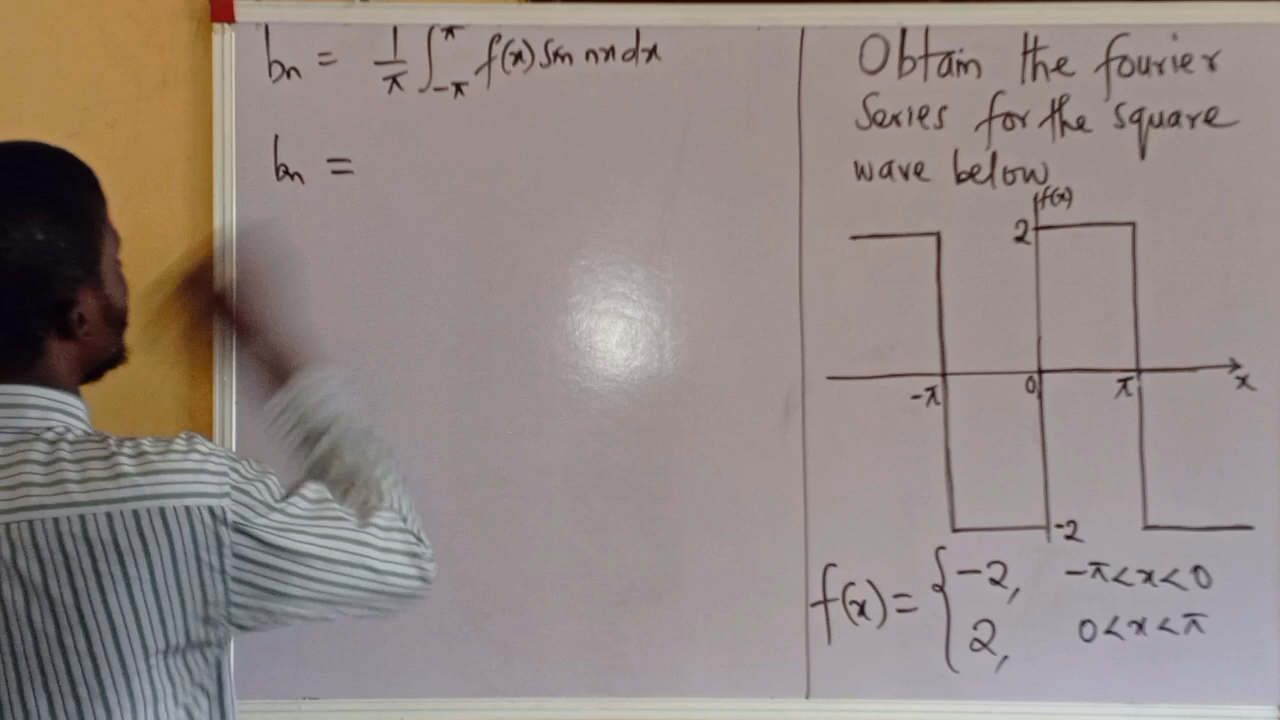 bn = 1/π ∫_{-π}^{π} f(x) Sin nx dx
bn =
Obtain the fourier
Series for the square
wave below
f(x)
2
-π 0 π x
-2
f(x) = { -2, -π<x<0
2, 0<x<π